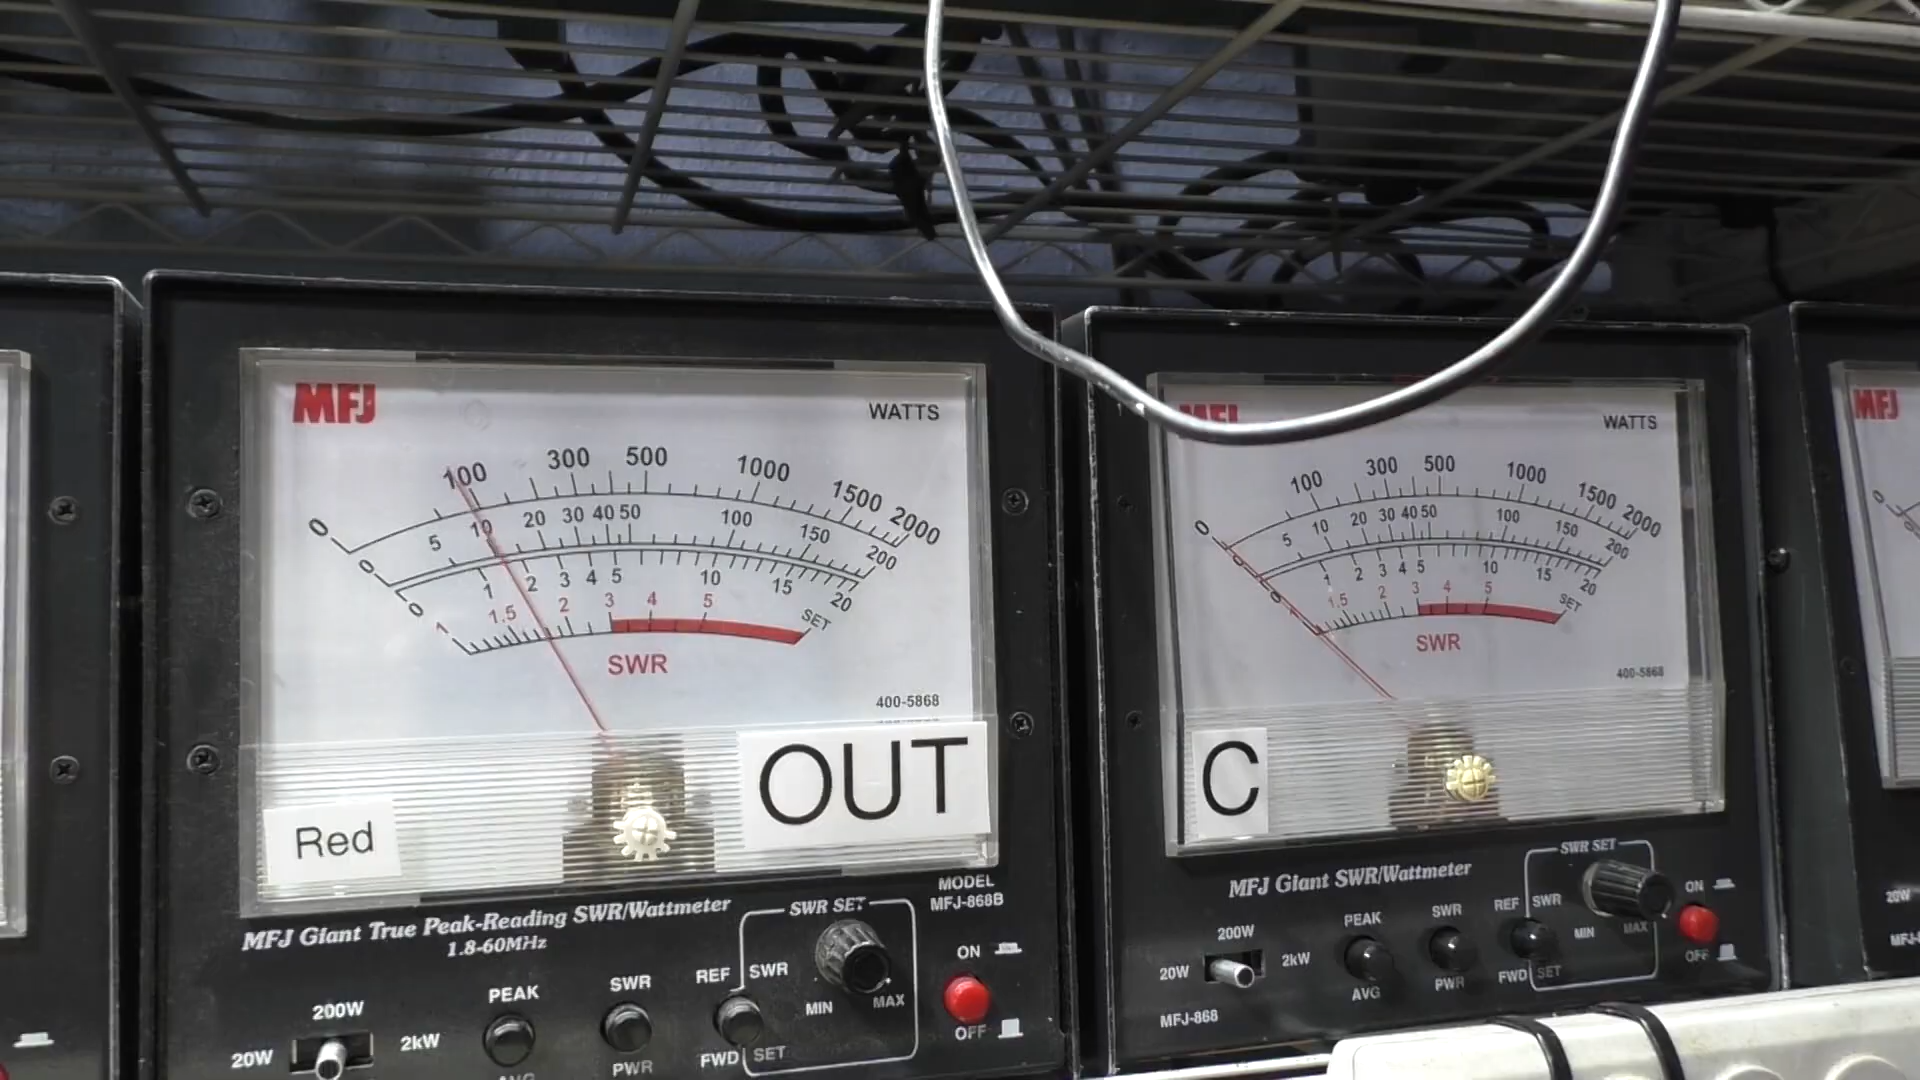 MFJ
WATTS
0 100 300 500 1000 1500 2000
0 5 10 20 30 40 50 100 150 200
0 1 2 3 4 5 10 15 20
1 1.5 2 3 4 5 SET
SWR
400-5868
OUT
Red
MODEL
MFJ-868B
MFJ Giant True Peak-Reading SWR/Wattmeter
1.8-60MHz
SWR SET
200W
20W 2kW
PEAK
SWR
PWR
REF SWR
FWD SET
MIN MAX
ON
OFF
WATTS
0 100 300 500 1000 1500 2000
0 5 10 20 30 40 50 100 150 200
0 1 2 3 4 5 10 15 20
1 1.5 2 3 4 5 SET
SWR
400-5868
C
MFJ Giant SWR/Wattmeter
SWR SET
200W
20W 2kW
PEAK
AVG
SWR
PWR
REF SWR
FWD SET
MIN MAX
ON
OFF
MFJ-868
MFJ
0
20W